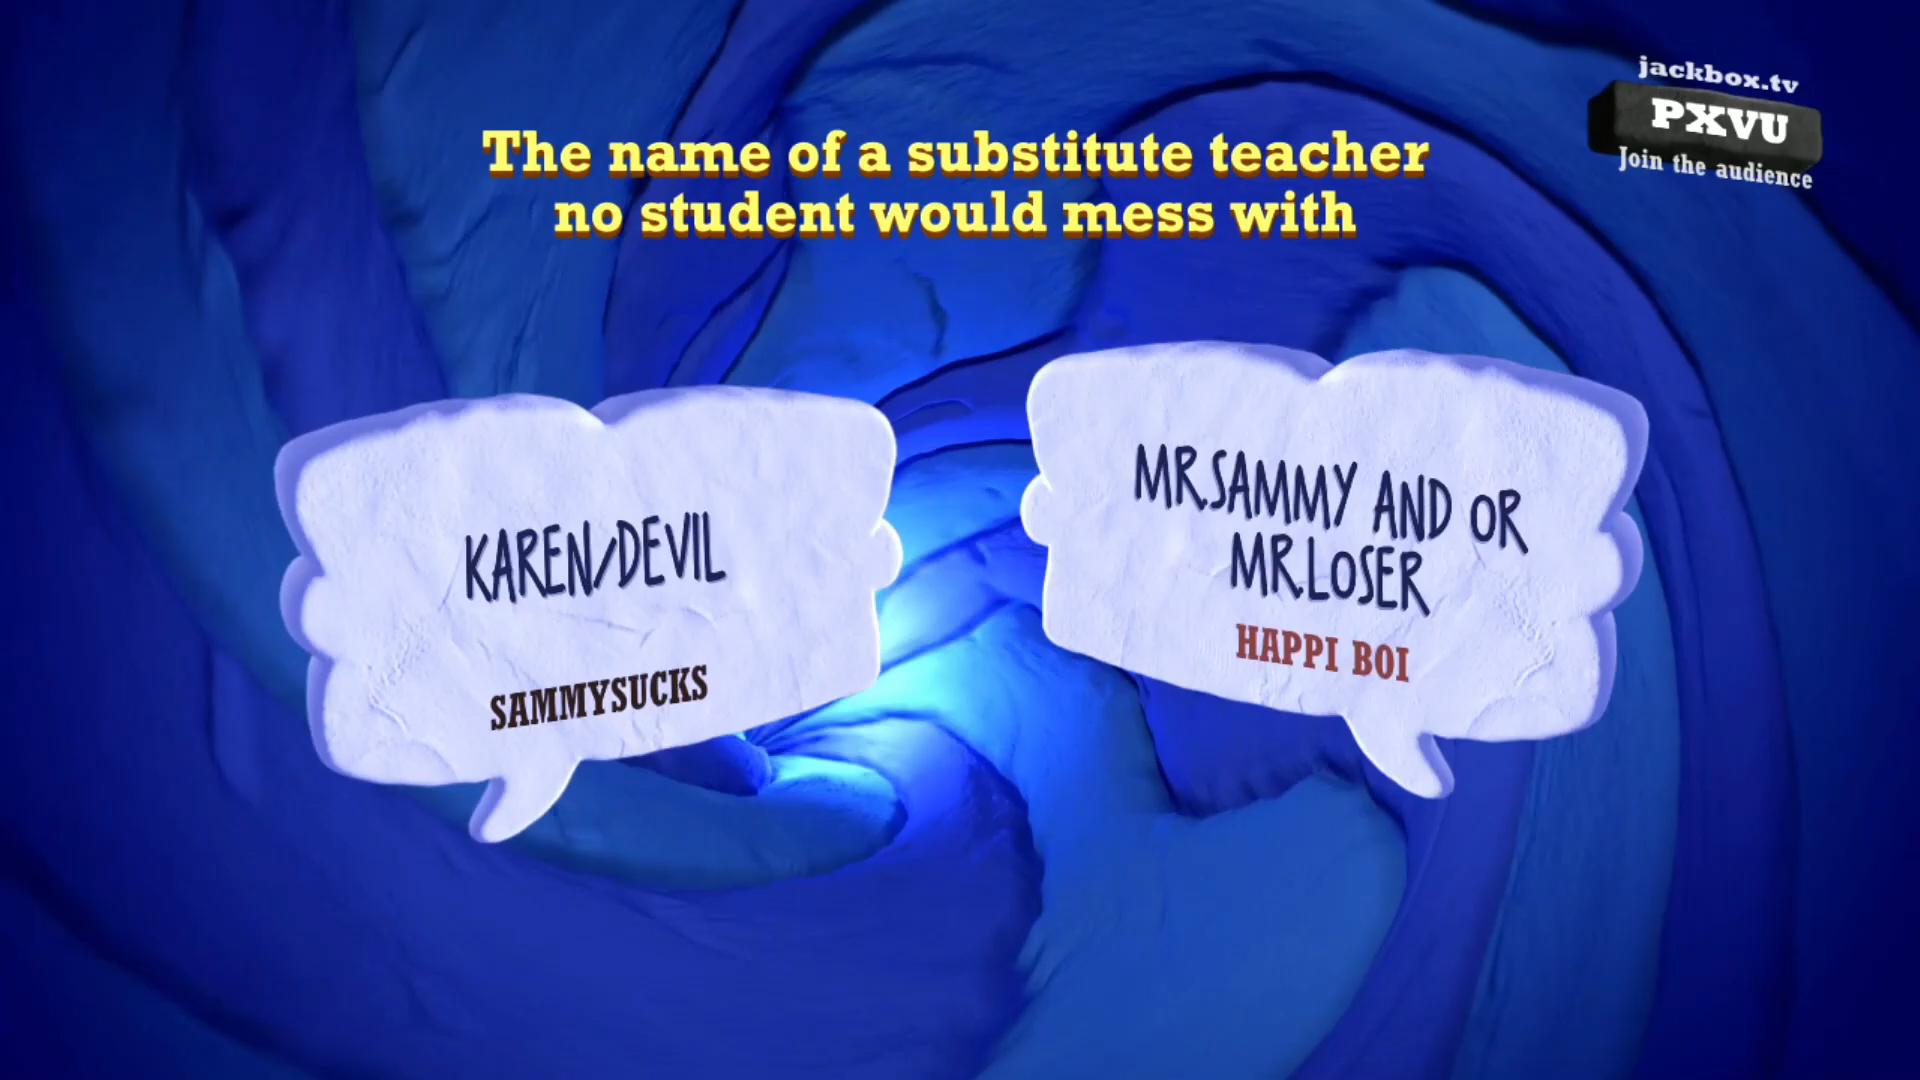 jackbox.tv
PXVU
Join the audience
The name of a substitute teacher
no student would mess with
KAREN/DEVIL
SAMMYSUCKS
MR.SAMMY AND OR
MR.LOSER
HAPPI BOI